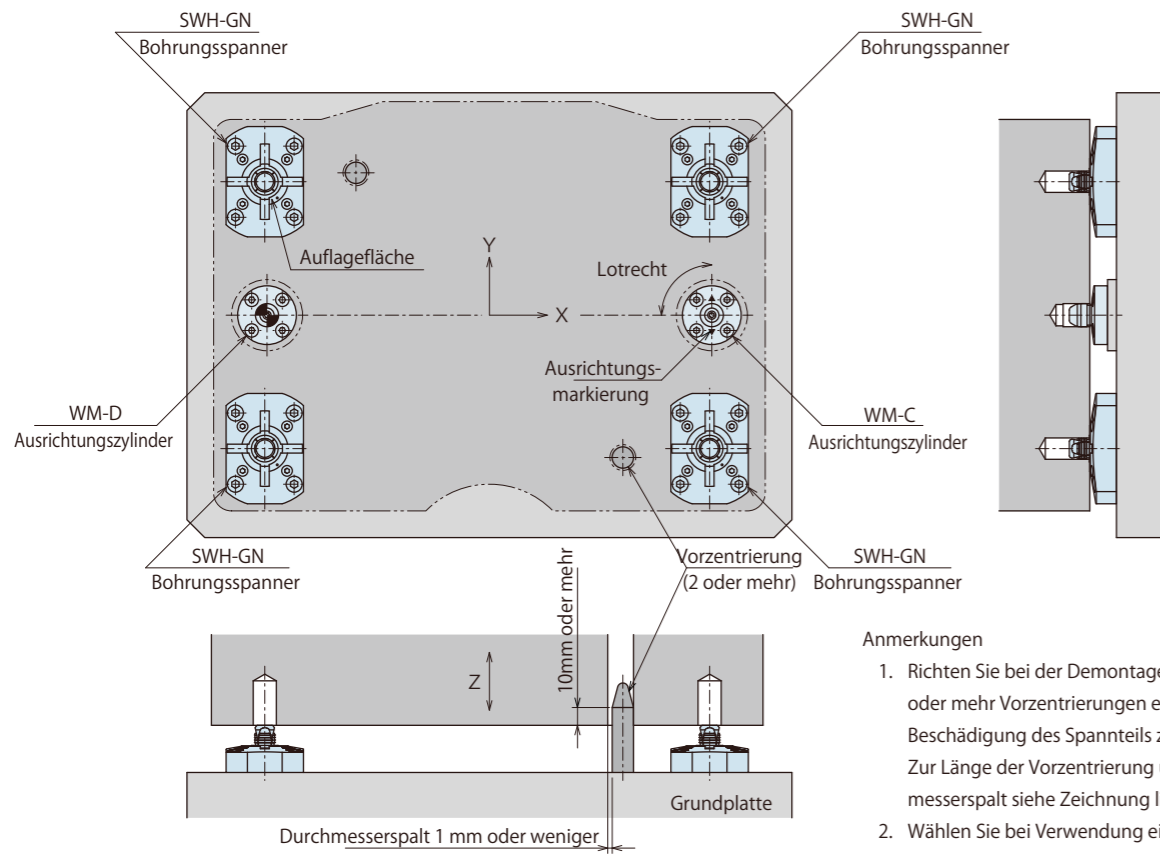 SWH-GN
Bohrungsspanner
SWH-GN
Bohrungsspanner
Auflagefläche
Y
X
Lotrecht
Ausrichtungs-
markierung
WM-D
Ausrichtungszylinder
WM-C
Ausrichtungszylinder
SWH-GN
Bohrungsspanner
Vorzentrierung
(2 oder mehr)
SWH-GN
Bohrungsspanner
10mm oder mehr
Z
Grundplatte
Durchmesserspalt 1 mm oder weniger
Anmerkungen
1. Richten Sie bei der Demontage
oder mehr Vorzentrierungen e
Beschädigung des Spannteils z
Zur Länge der Vorzentrierung
messerspalt siehe Zeichnung l
2. Wählen Sie bei Verwendung ei